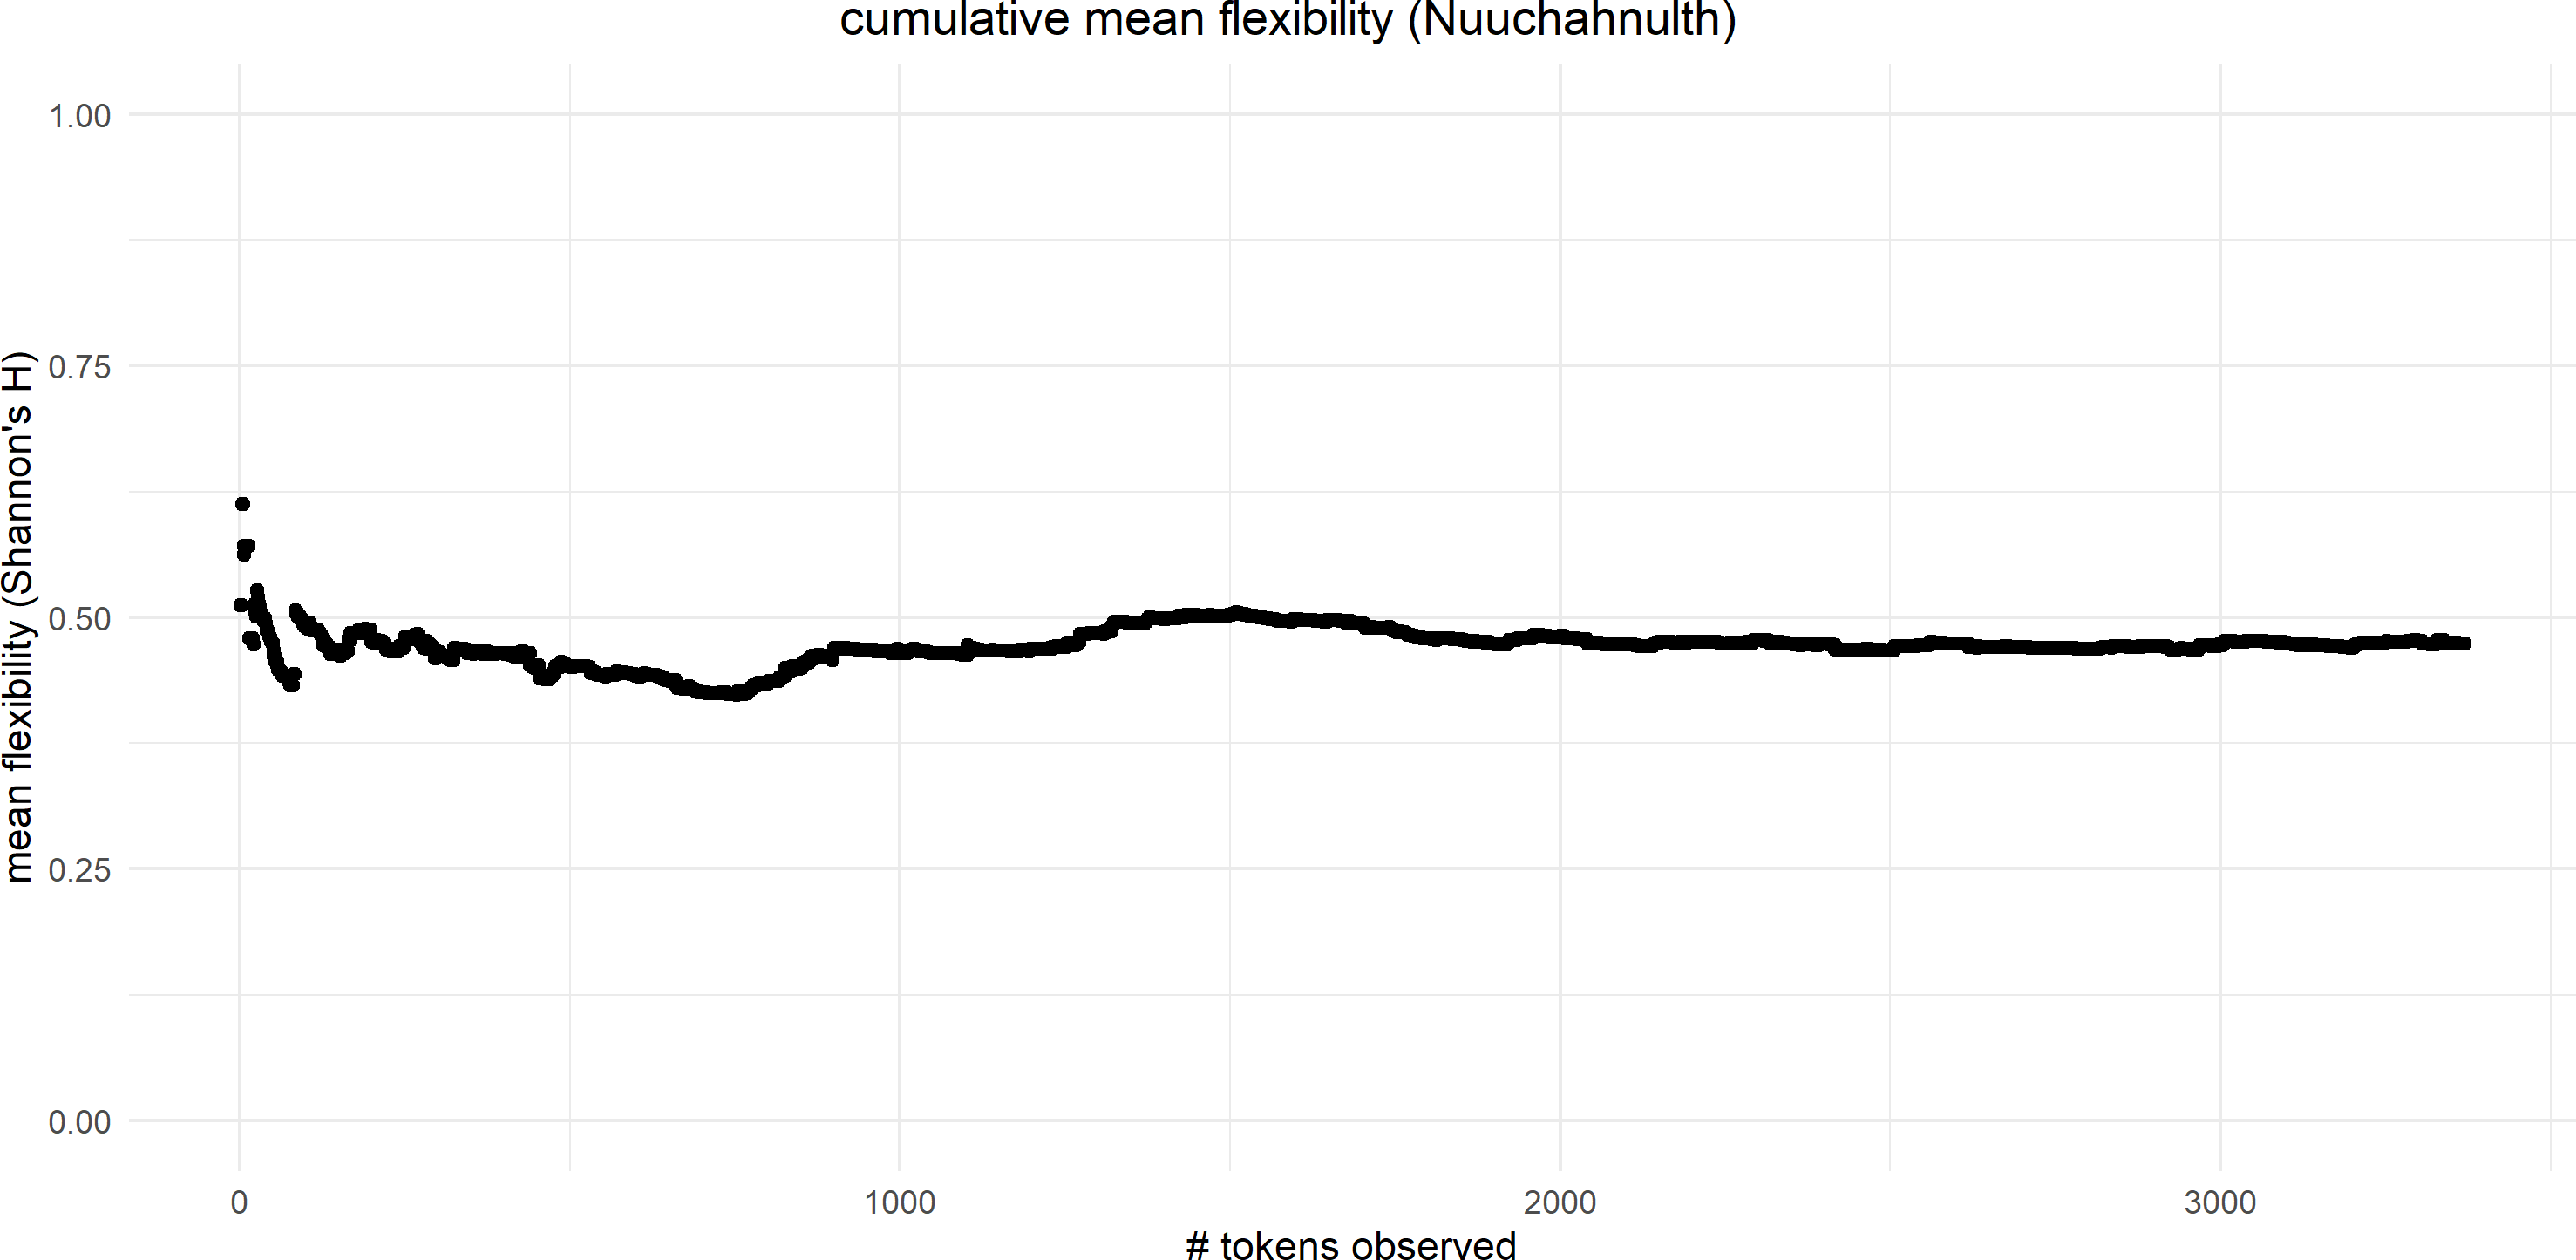 cumulative mean flexibility (Nuuchahnulth)
mean flexibility (Shannon's H)
1.00
0.75
0.50
0.25
0.00
0 1000 2000 3000
# tokens observed